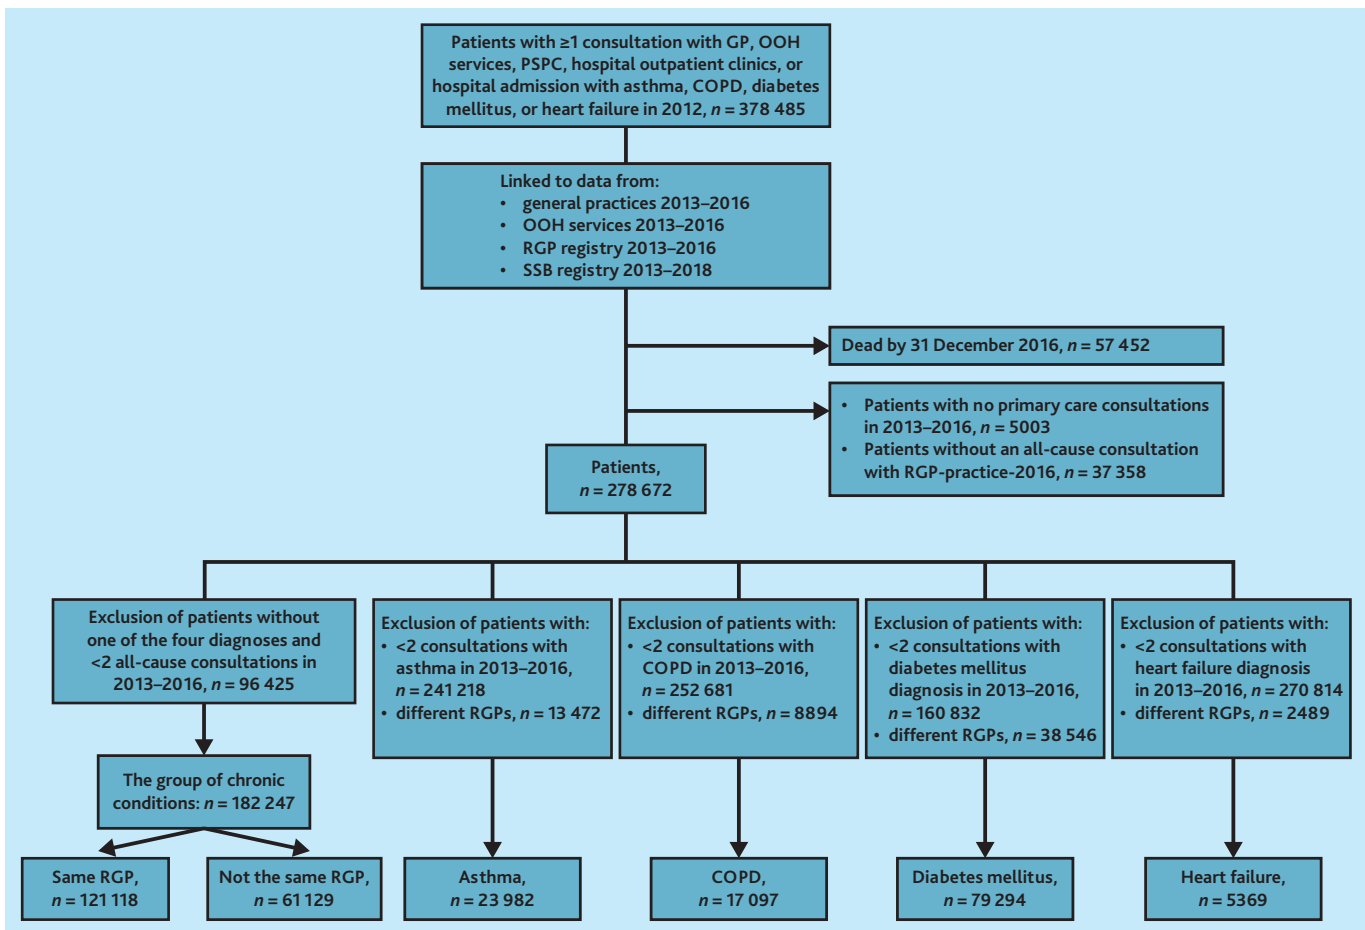 Patients with ≥1 consultation with GP, OOH
services, PSPC, hospital outpatient clinics, or
hospital admission with asthma, COPD, diabetes
mellitus, or heart failure in 2012, n = 378 485
Linked to data from:
• general practices 2013–2016
• OOH services 2013–2016
• RGP registry 2013–2016
• SSB registry 2013–2018
Dead by 31 December 2016, n = 57 452
• Patients with no primary care consultations
in 2013–2016, n = 5003
• Patients without an all-cause consultation
with RGP-practice-2016, n = 37 358
Patients,
n = 278 672
Exclusion of patients without
one of the four diagnoses and
<2 all-cause consultations in
2013–2016, n = 96 425
Exclusion of patients with:
• <2 consultations with
asthma in 2013–2016,
n = 241 218
• different RGPs, n = 13 472
Exclusion of patients with:
• <2 consultations with
COPD in 2013–2016,
n = 252 681
• different RGPs, n = 8894
Exclusion of patients with:
• <2 consultations with
diabetes mellitus
diagnosis in 2013–2016,
n = 160 832
• different RGPs, n = 38 546
Exclusion of patients with:
• <2 consultations with
heart failure diagnosis
in 2013–2016, n = 270 814
• different RGPs, n = 2489
The group of chronic
conditions: n = 182 247
Same RGP,
n = 121 118
Not the same RGP,
n = 61 129
Asthma,
n = 23 982
COPD,
n = 17 097
Diabetes mellitus,
n = 79 294
Heart failure,
n = 5369